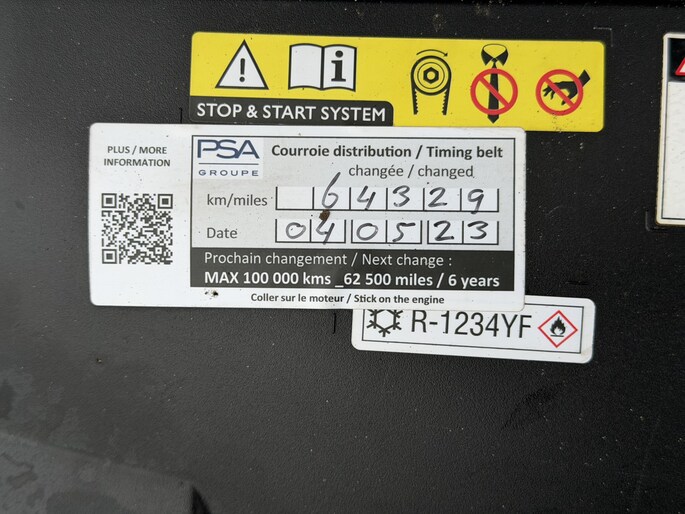 STOP & START SYSTEM
PLUS / MORE
INFORMATION
PSA
GROUPE
Courroie distribution / Timing belt
changée / changed
km/miles 64329
Date 040523
Prochain changement / Next change :
MAX 100 000 kms _62 500 miles / 6 years
Coller sur le moteur / Stick on the engine
R-1234YF